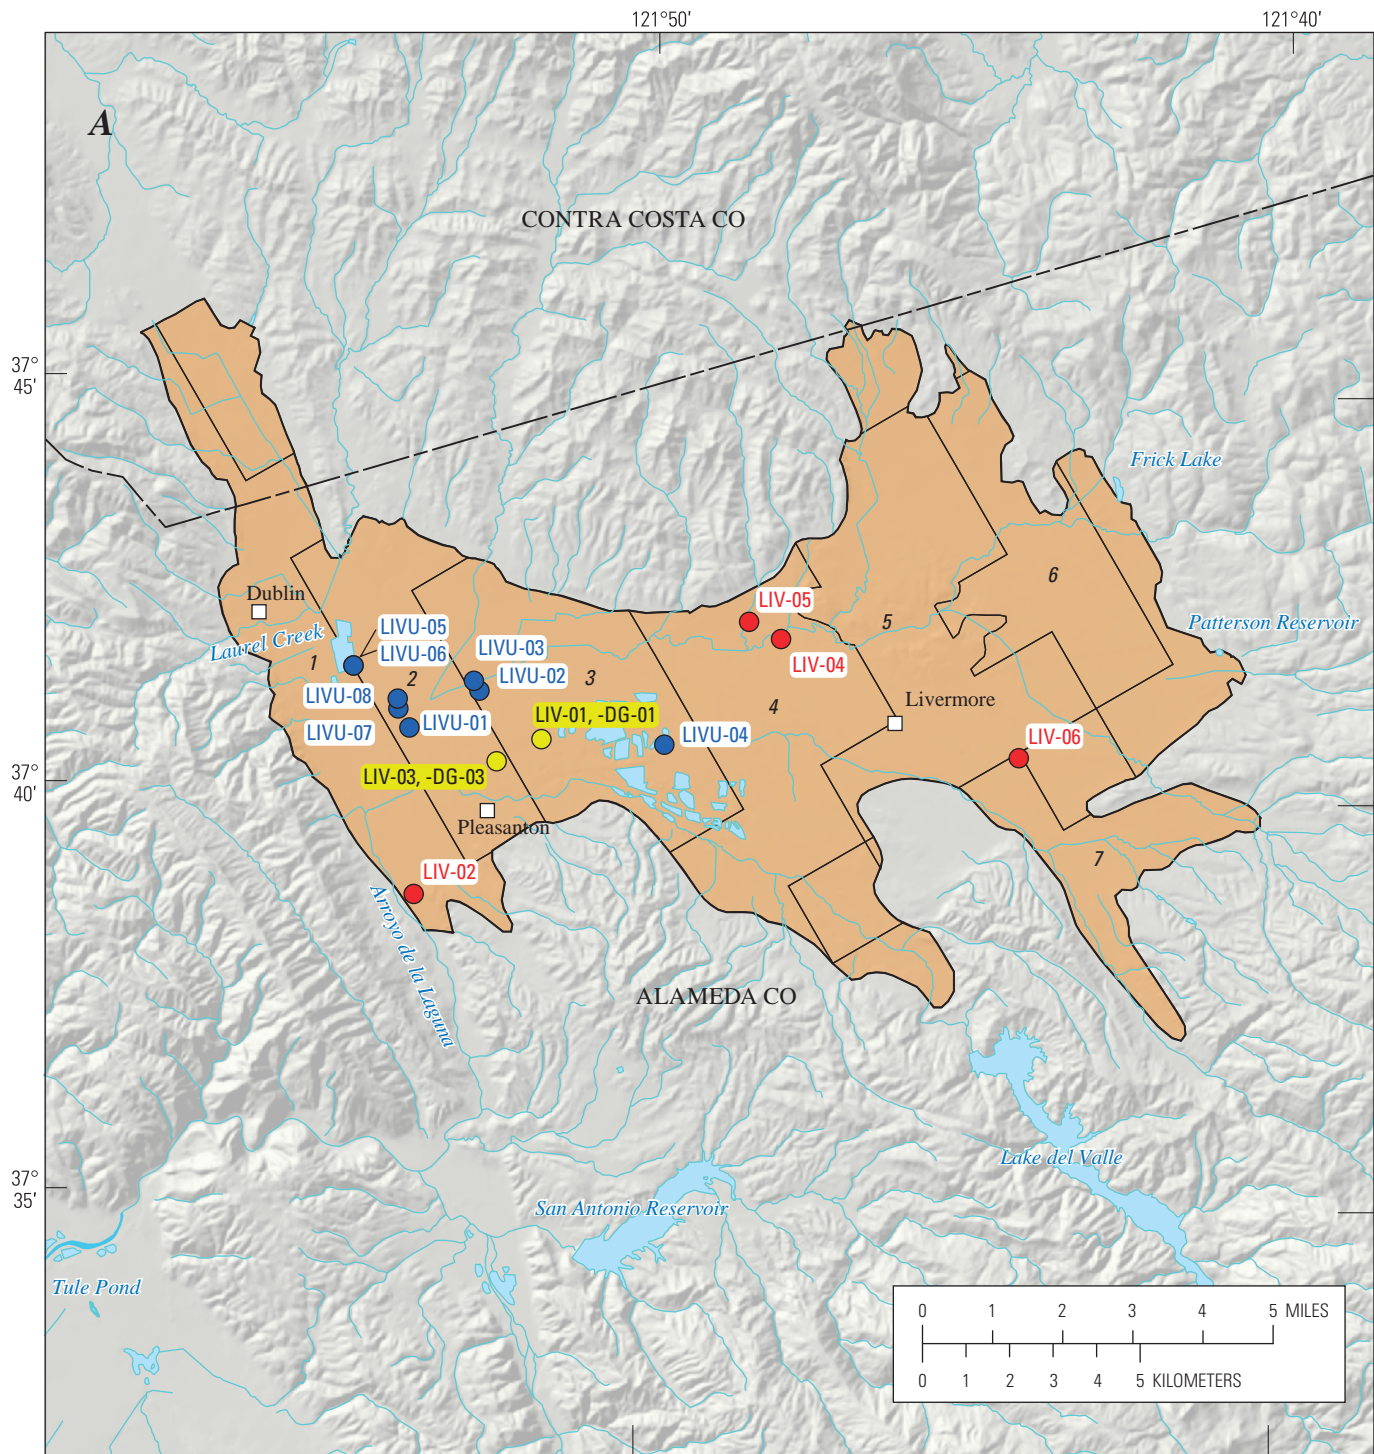 121°50′
121°40′
A
CONTRA COSTA CO
37°
45′
Frick Lake
6
Dublin
LIV-05
Laurel Creek
LIVU-05
5
Patterson Reservoir
LIVU-06
LIVU-03
LIV-04
1
LIVU-02
3
2
LIVU-08
Livermore
4
LIV-01, -DG-01
LIVU-01
LIVU-07
LIVU-04
LIV-06
LIV-03, -DG-03
37°
40′
Pleasanton
7
LIV-02
Arroyo de la Laguna
ALAMEDA CO
Lake del Valle
37°
35′
San Antonio Reservoir
Tule Pond
0 1 2 3 4 5 MILES
0 1 2 3 4 5 KILOMETERS